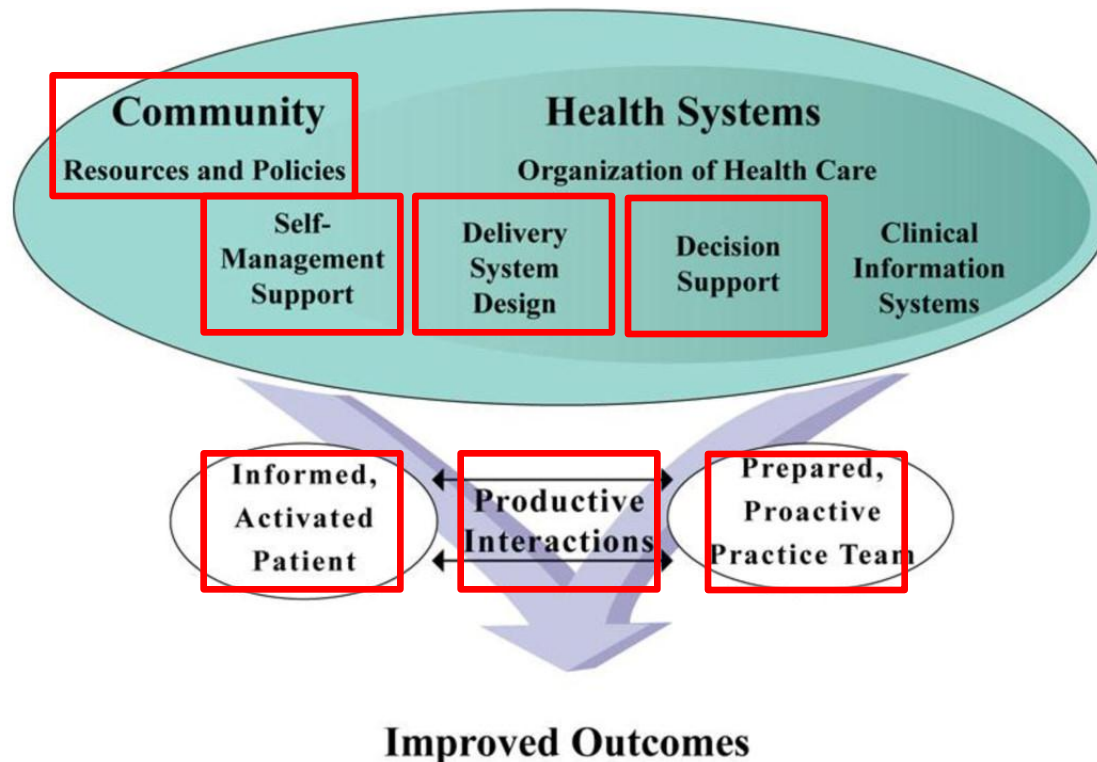 Community
Resources and Policies
Health Systems
Organization of Health Care
Self-
Management
Support
Delivery
System
Design
Decision
Support
Clinical
Information
Systems
Informed,
Activated
Patient
Productive
Interactions
Prepared,
Proactive
Practice Team
Improved Outcomes